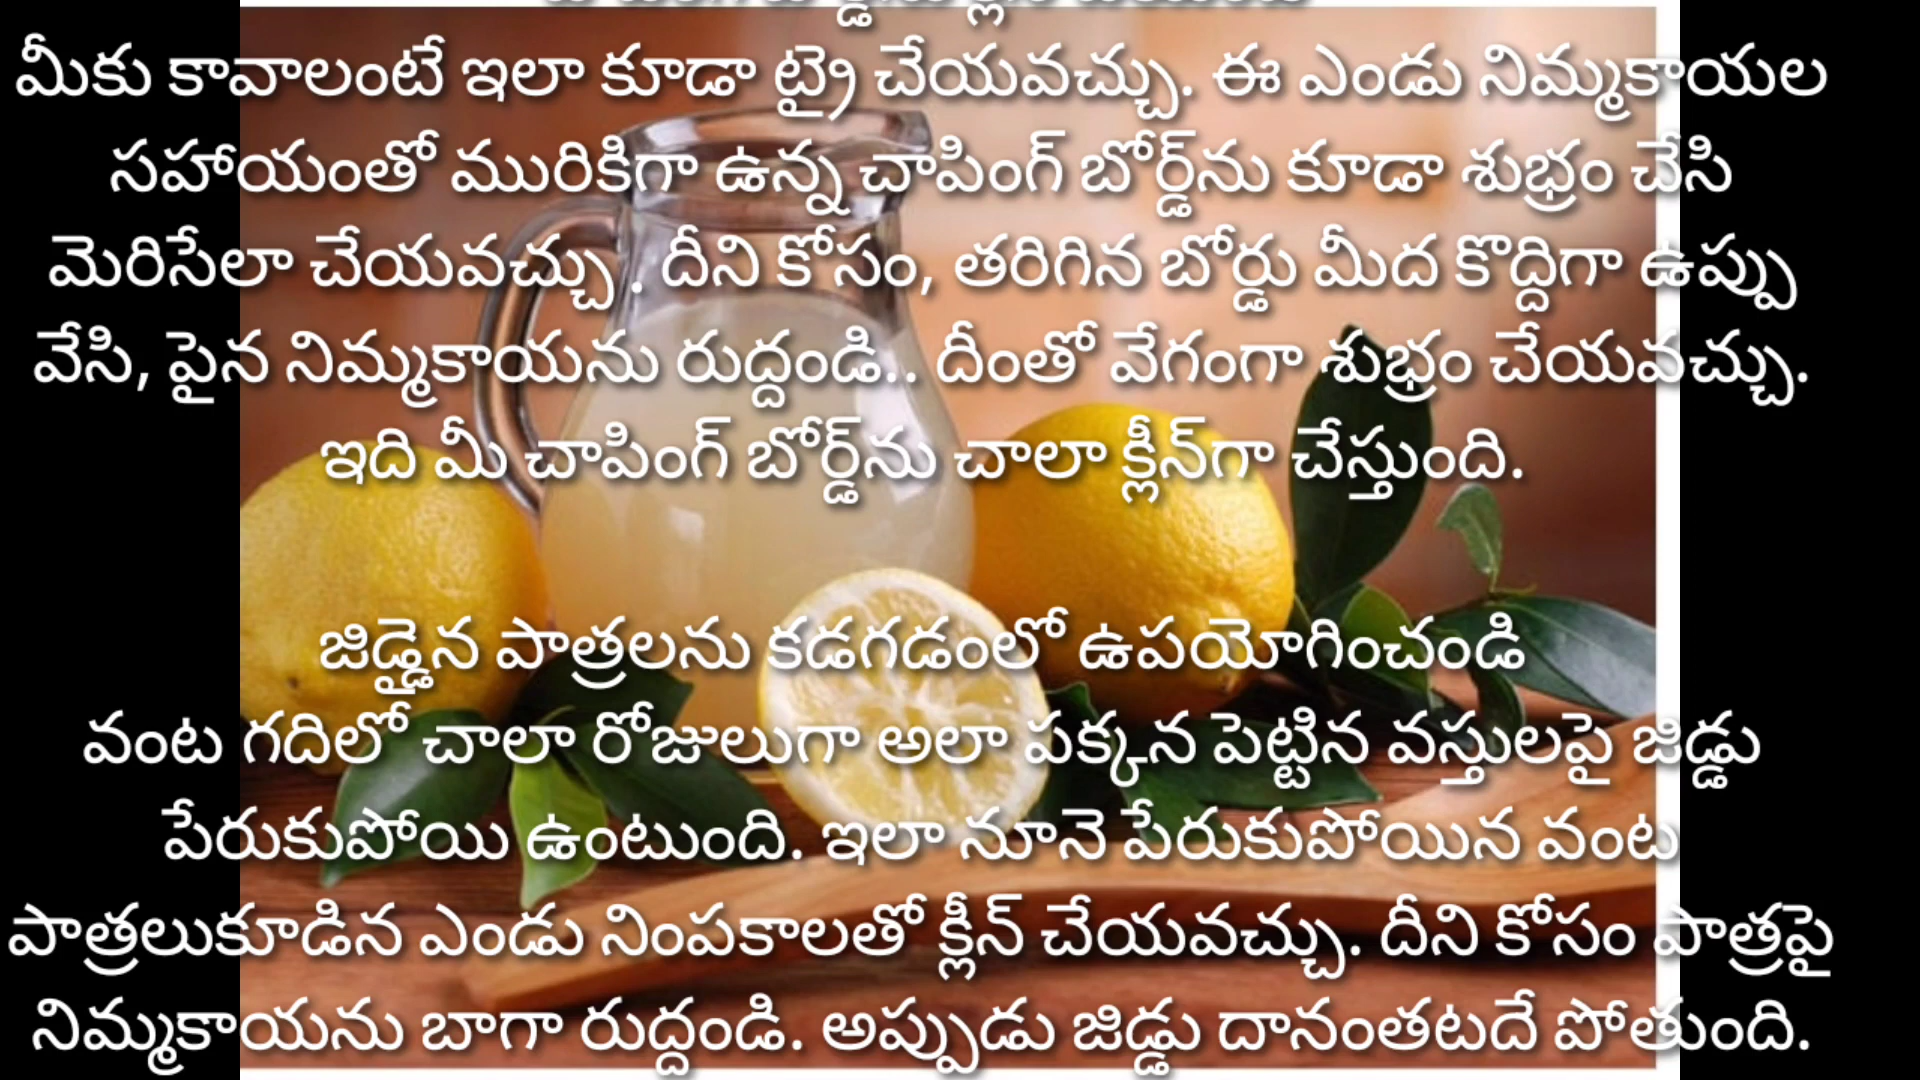 మీకు కావాలంటే ఇలా కూడా ట్రై చేయవచ్చు. ఈ ఎండు నిమ్మకాయల
సహాయంతో మురికిగా ఉన్న చాపింగ్ బోర్డ్‌ను కూడా శుభ్రం చేసి
మెరిసేలా చేయవచ్చు . దీని కోసం, తరిగిన బోర్డు మీద కొద్దిగా ఉప్పు
వేసి, పైన నిమ్మకాయను రుద్దండి.. దీంతో వేగంగా శుభ్రం చేయవచ్చు.
ఇది మీ చాపింగ్ బోర్డ్‌ను చాలా క్లీన్‌గా చేస్తుంది.
జిడ్డైన పాత్రలను కడగడంలో ఉపయోగించండి
వంట గదిలో చాలా రోజులుగా అలా పక్కన పెట్టిన వస్తువులపై జిడ్డు
పేరుకుపోయి ఉంటుంది. ఇలా నూనె పేరుకుపోయిన వంట
పాత్రలుకూడిన ఎండు నింపకాలతో క్లీన్ చేయవచ్చు. దీని కోసం పాత్రపై
నిమ్మకాయను బాగా రుద్దండి. అప్పుడు జిడ్డు దానంతటదే పోతుంది.